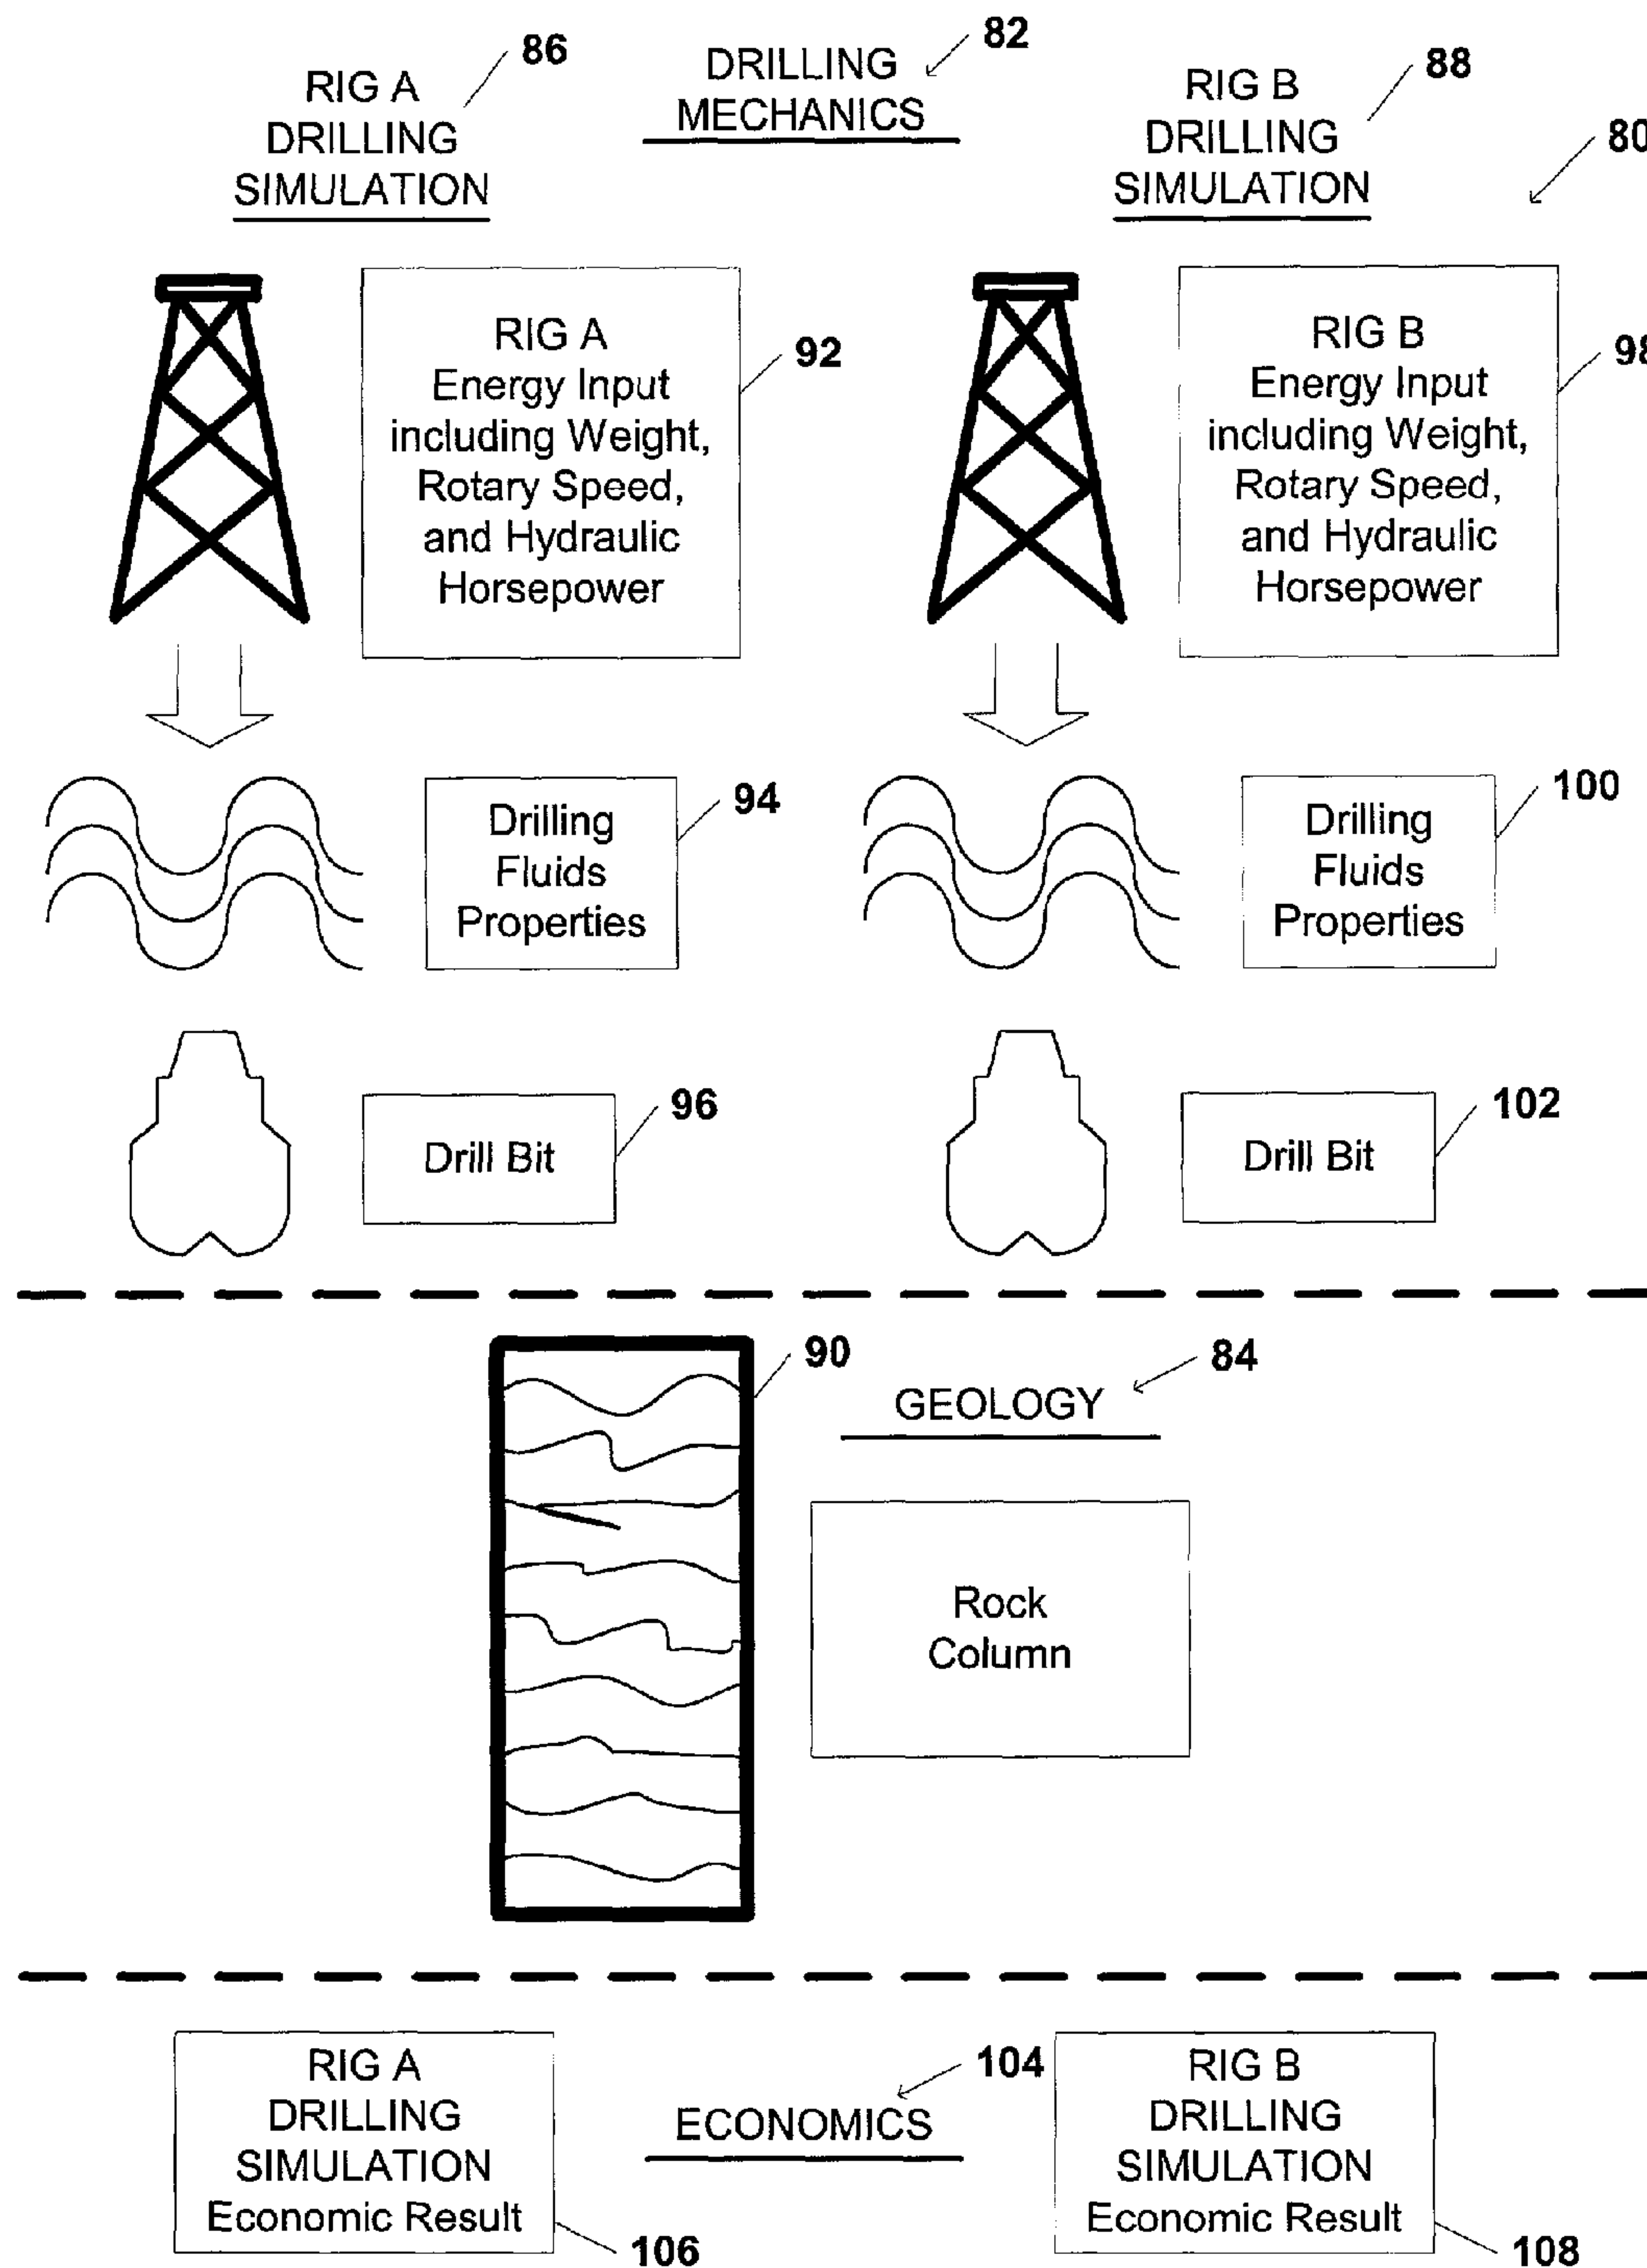 86
DRILLING
82
MECHANICS
RIG A
DRILLING
SIMULATION
RIG B
DRILLING
SIMULATION
88
80
RIG A
Energy Input
including Weight,
Rotary Speed,
and Hydraulic
Horsepower
92
RIG B
Energy Input
including Weight,
Rotary Speed,
and Hydraulic
Horsepower
98
Drilling
Fluids
Properties
94
Drilling
Fluids
Properties
100
Drill Bit
96
Drill Bit
102
90
GEOLOGY
84
Rock
Column
RIG A
DRILLING
SIMULATION
Economic Result
106
ECONOMICS
104
RIG B
DRILLING
SIMULATION
Economic Result
108